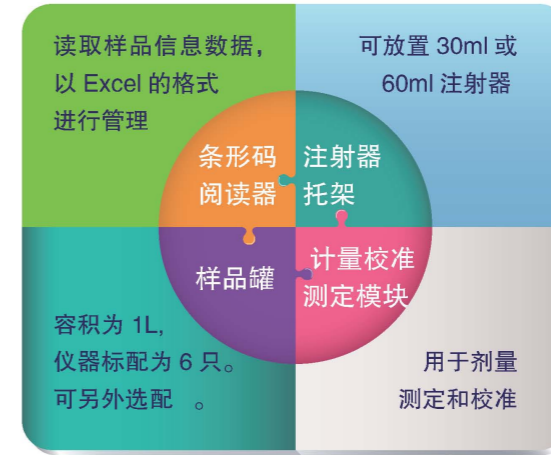 读取样品信息数据，
以 Excel 的格式
进行管理
可放置 30ml 或
60ml 注射器
条形码
阅读器
注射器
托架
样品罐
计量校准
测定模块
容积为 1L,
仪器标配为 6 只。
可另外选配 。
用于剂量
测定和校准